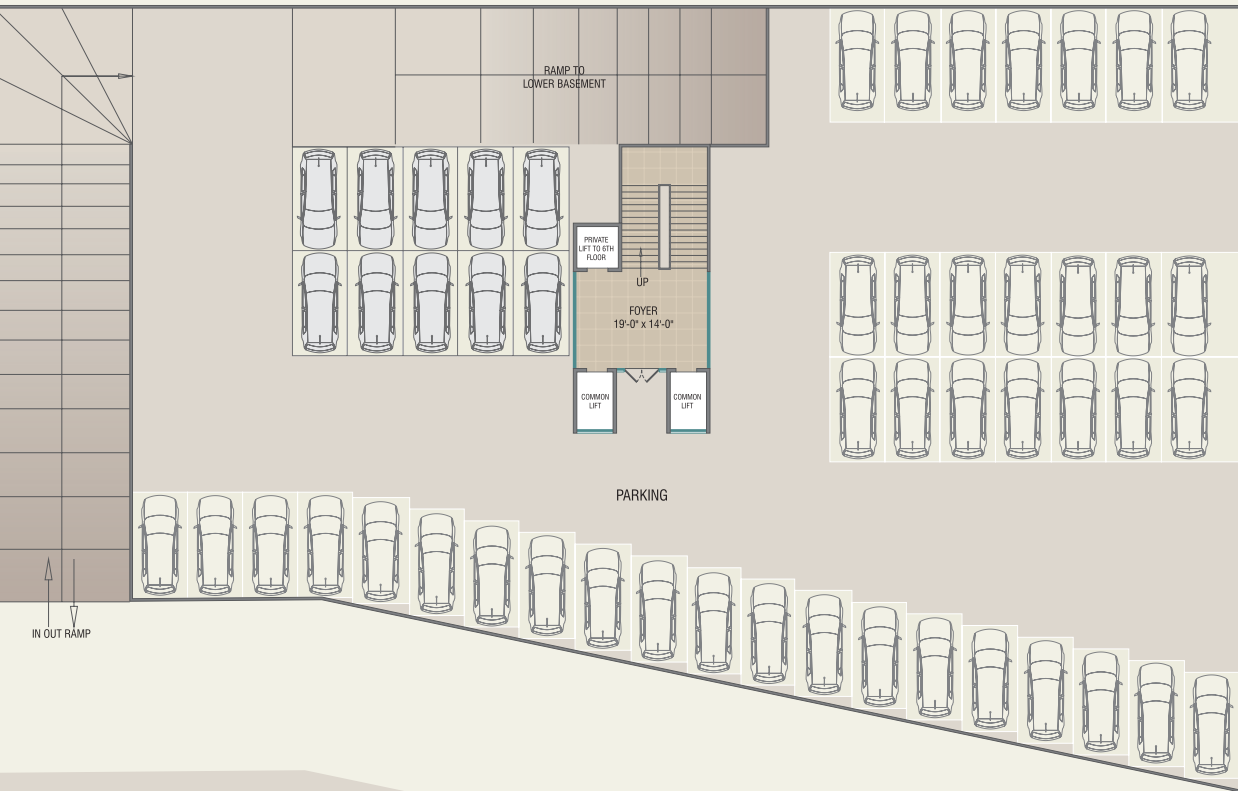 RAMP TO
LOWER BASEMENT
PRIVATE
LIFT TO 6TH
FLOOR
UP
FOYER
19'-0" x 14'-0"
COMMON
LIFT
COMMON
LIFT
PARKING
IN OUT RAMP